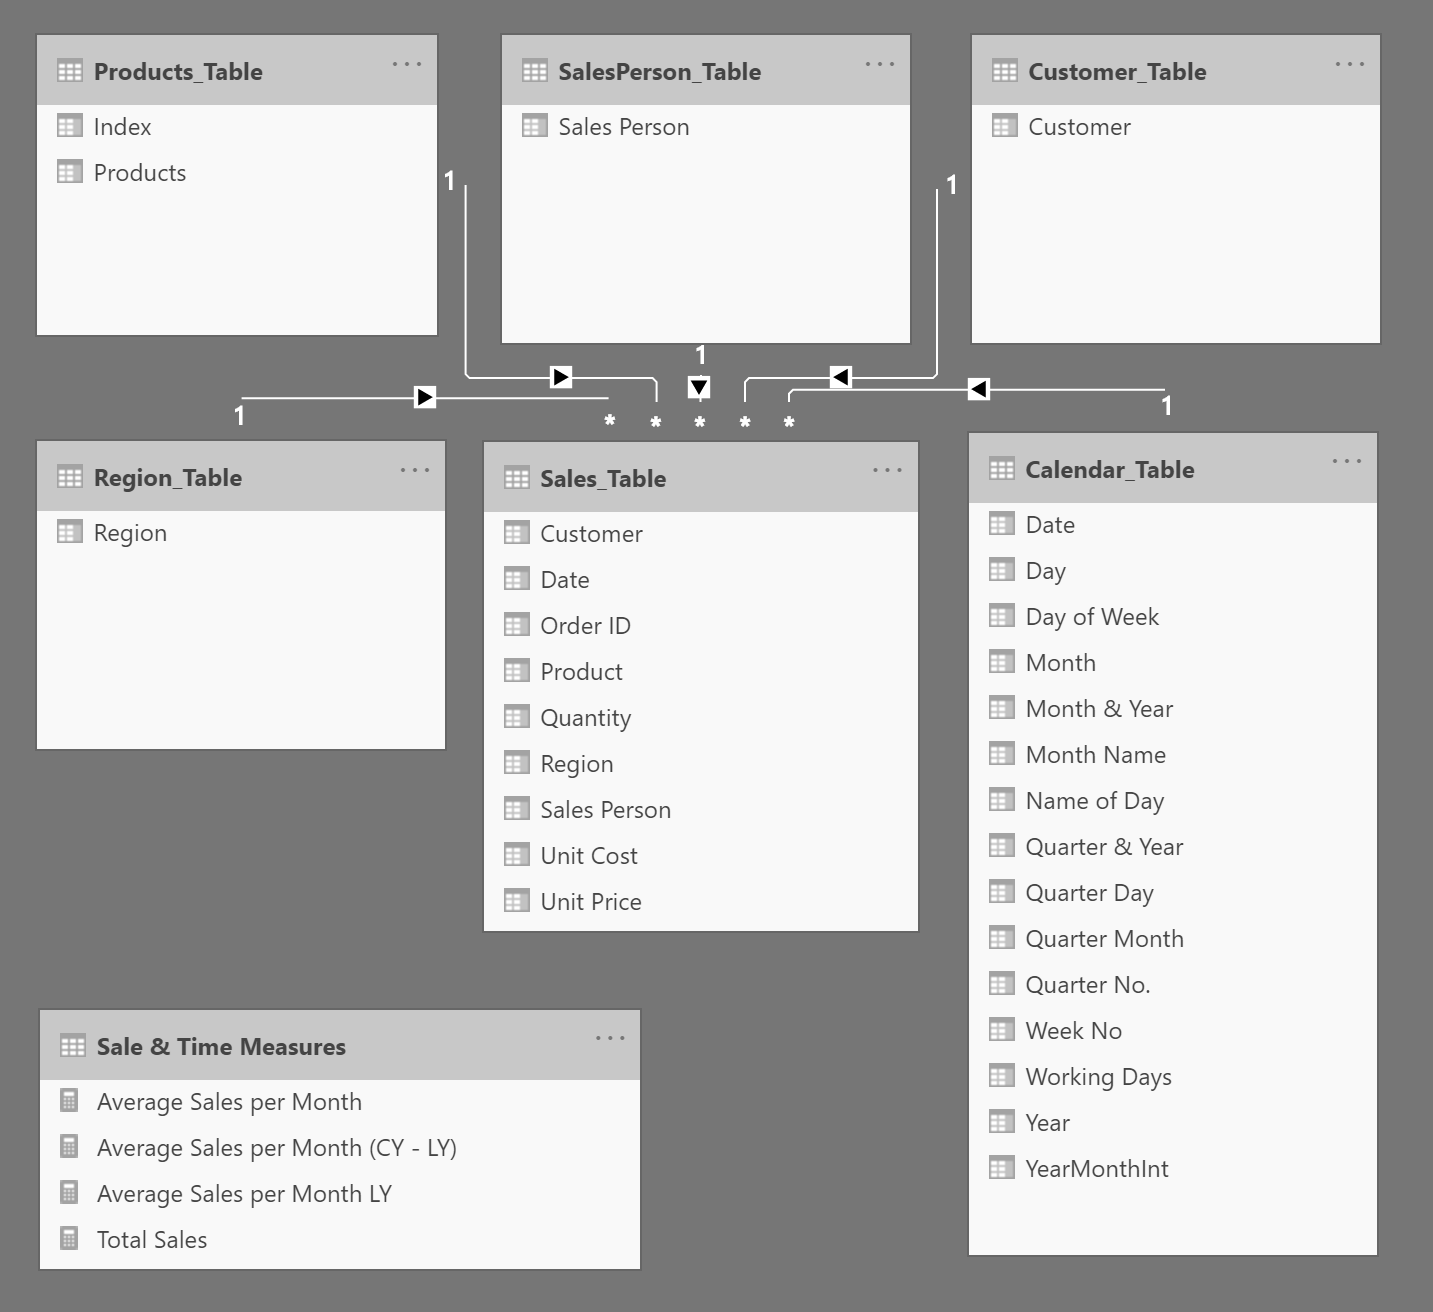 Products_Table
Index
Products
SalesPerson_Table
Sales Person
Customer_Table
Customer
1
1
1
1
1
* * * * *
Region_Table
Region
Sales_Table
Customer
Date
Order ID
Product
Quantity
Region
Sales Person
Unit Cost
Unit Price
Calendar_Table
Date
Day
Day of Week
Month
Month & Year
Month Name
Name of Day
Quarter & Year
Quarter Day
Quarter Month
Quarter No.
Week No
Working Days
Year
YearMonthInt
Sale & Time Measures
Average Sales per Month
Average Sales per Month (CY - LY)
Average Sales per Month LY
Total Sales